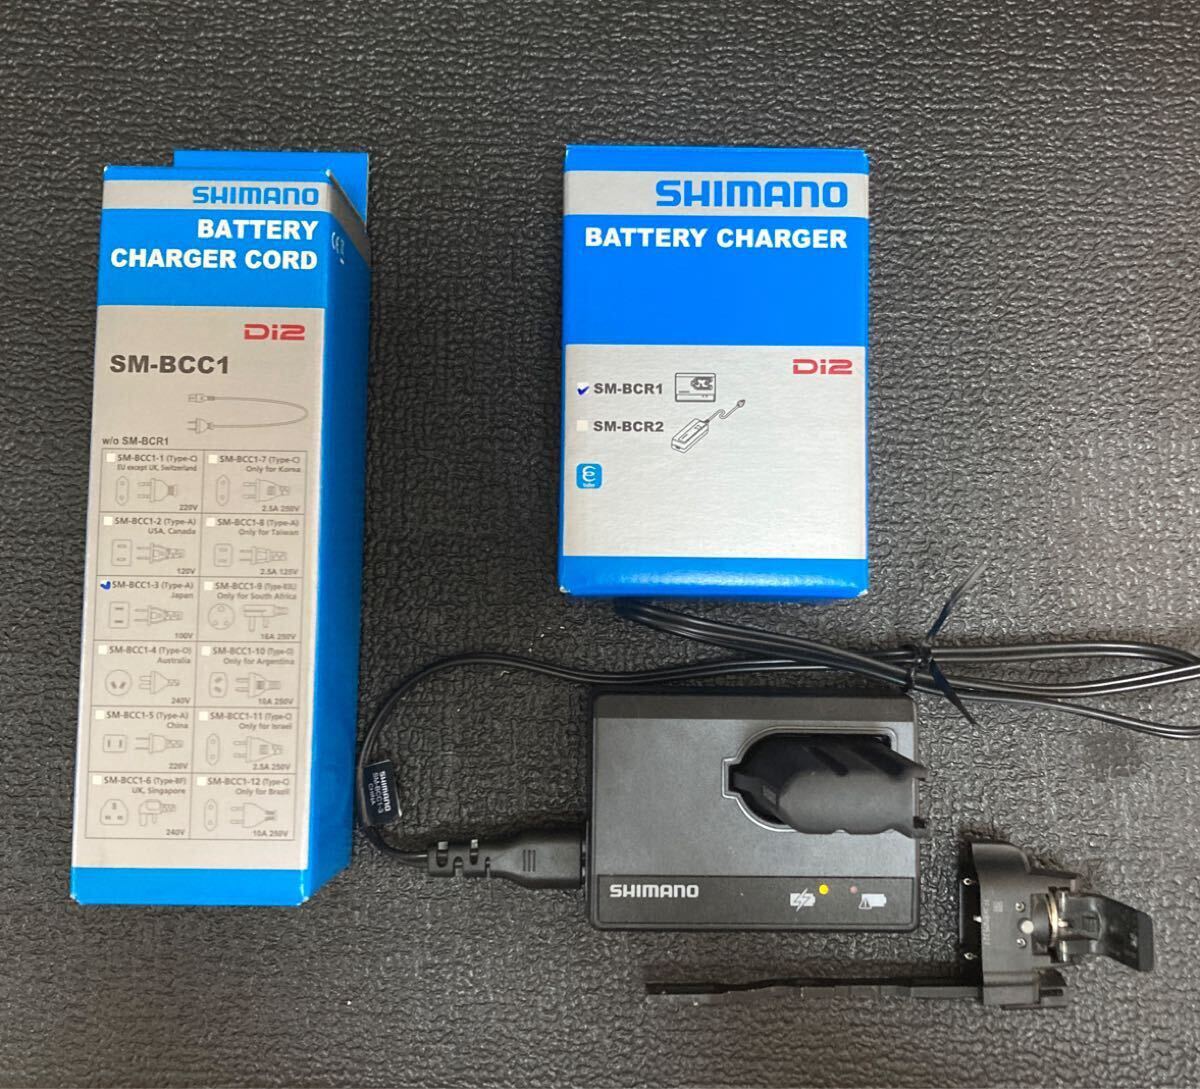 SHIMANO
BATTERY
CHARGER CORD
CE
Di2
SM-BCC1
w/o SM-BCR1
SM-BCC1-1 (Type-C)
EU except UK, Switzerland
220V
SM-BCC1-7 (Type-C)
Only for Korea
2.5A 250V
SM-BCC1-2 (Type-A)
USA, Canada
120V
SM-BCC1-8 (Type-A)
Only for Taiwan
2.5A 125V
SM-BCC1-3 (Type-A)
Japan
100V
SM-BCC1-9
Only for South Africa
16A 250V
SM-BCC1-4 (Type-O)
Australia
240V
SM-BCC1-10
Only for Argentina
10A 250V
SM-BCC1-5 (Type-A)
China
220V
SM-BCC1-11 (Type-C)
Only for Israel
2.5A 250V
SM-BCC1-6 (Type-BF)
UK, Singapore
240V
SM-BCC1-12 (Type-C)
Only for Brazil
10A 250V
SHIMANO
BATTERY CHARGER
Di2
SM-BCR1
SM-BCR2
SHIMANO
SM-BCC1-3
CHINA
SHIMANO